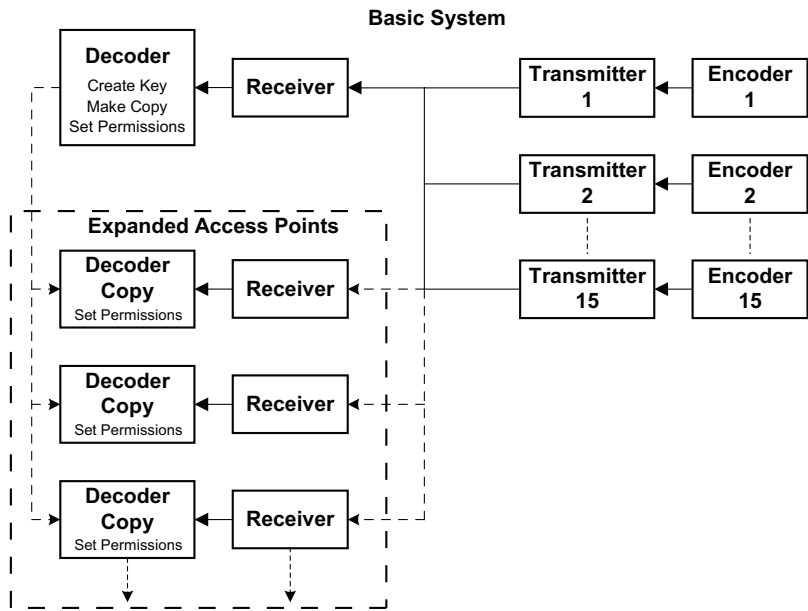 Basic System
Decoder
Create Key
Make Copy
Set Permissions
Receiver
Transmitter
1
Encoder
1
Transmitter
2
Encoder
2
Expanded Access Points
Decoder
Copy
Set Permissions
Receiver
Transmitter
15
Encoder
15
Decoder
Copy
Set Permissions
Receiver
Decoder
Copy
Set Permissions
Receiver